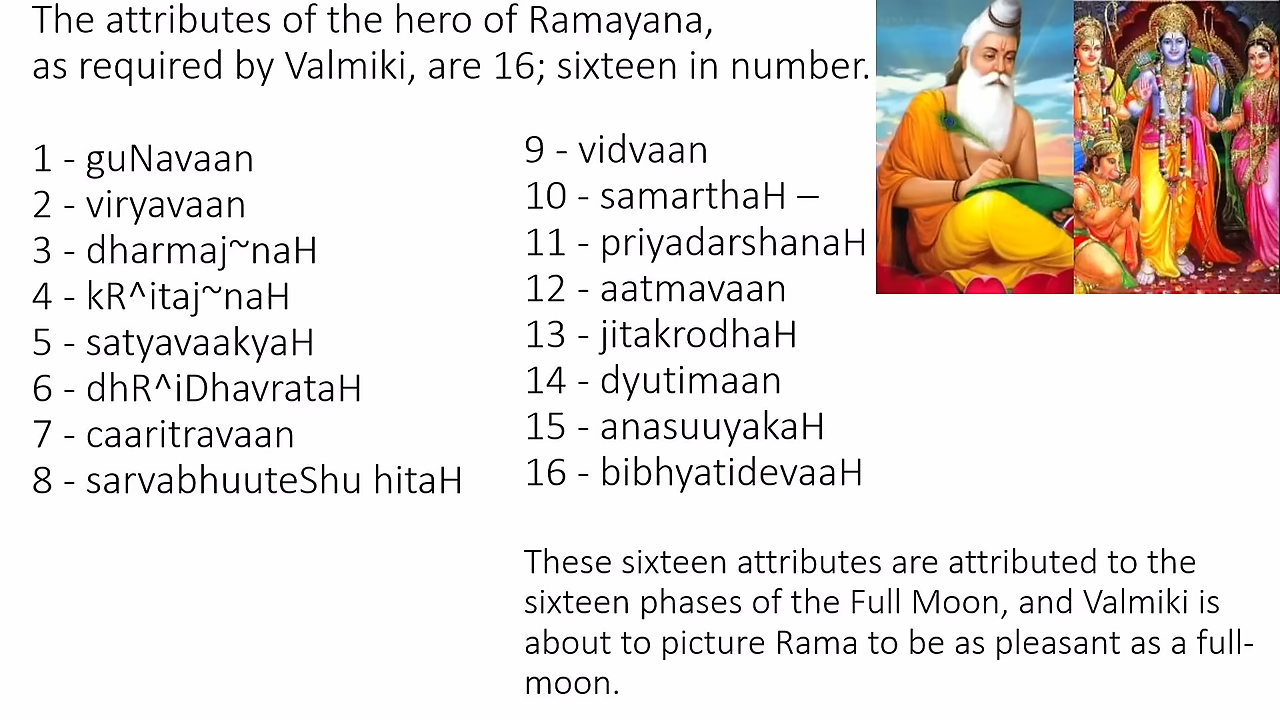 The attributes of the hero of Ramayana,
as required by Valmiki, are 16; sixteen in number.
1 - guNavaan
2 - viryavaan
3 - dharmaj~naH
4 - kR^itaj~naH
5 - satyavaakyaH
6 - dhR^iDhavrataH
7 - caaritravaan
8 - sarvabhuuteShu hitaH
9 - vidvaan
10 - samarthaH –
11 - priyadarshanaH
12 - aatmavaan
13 - jitakrodhaH
14 - dyutimaan
15 - anasuuyakaH
16 - bibhyatidevaaH
These sixteen attributes are attributed to the
sixteen phases of the Full Moon, and Valmiki is
about to picture Rama to be as pleasant as a full-
moon.